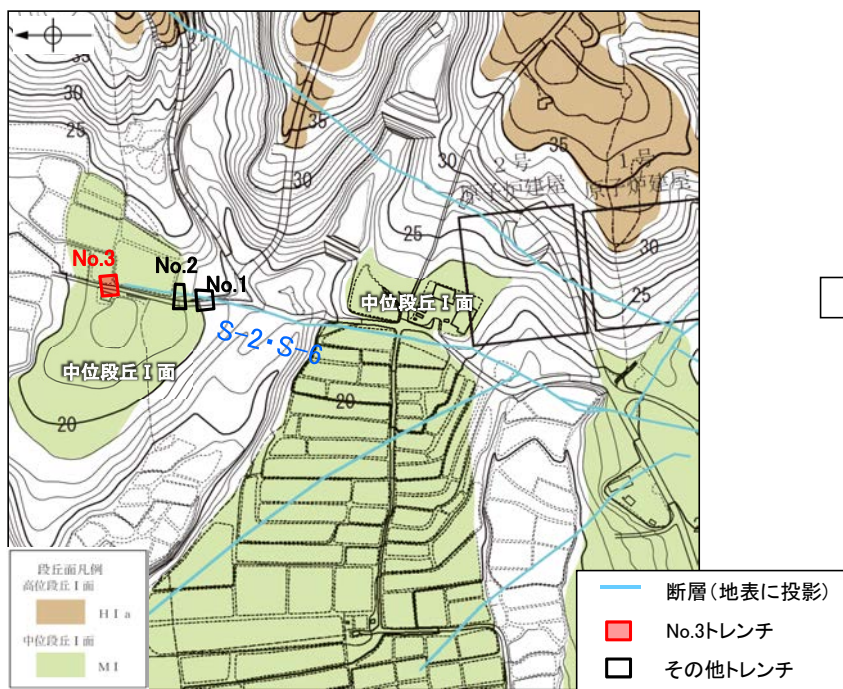 35
30
25
35
30
35
30
25
2号
原子炉建屋
1号
原子炉建屋
30
25
No.3
No.2
No.1
中位段丘Ⅰ面
S-2・S-6
中位段丘Ⅰ面
20
20
段丘面凡例
高位段丘Ⅰ面
HⅠa
中位段丘Ⅰ面
MⅠ
断層(地表に投影)
No.3トレンチ
その他トレンチ